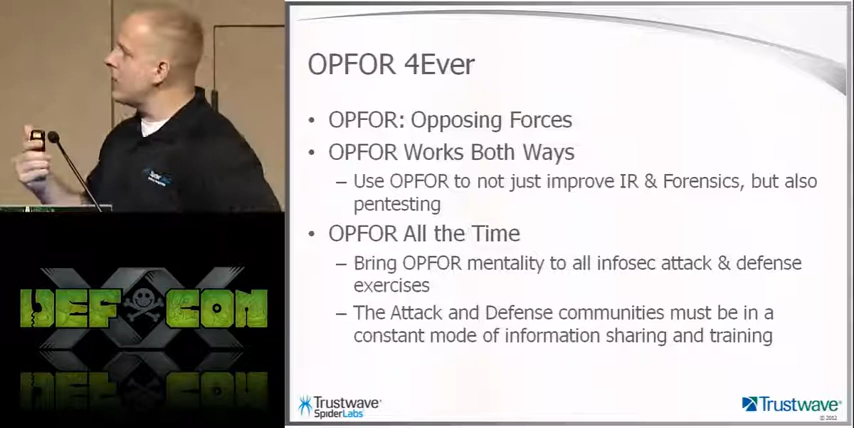 OPFOR 4Ever
• OPFOR: Opposing Forces
• OPFOR Works Both Ways
– Use OPFOR to not just improve IR & Forensics, but also
pentesting
• OPFOR All the Time
– Bring OPFOR mentality to all infosec attack & defense
exercises
– The Attack and Defense communities must be in a
constant mode of information sharing and training
DEF CON
XX
Trustwave®
SpiderLabs
Trustwave®
© 2012